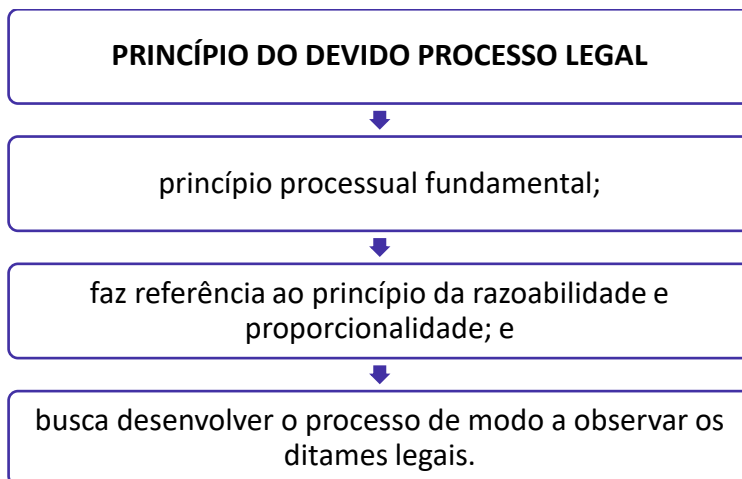 PRINCÍPIO DO DEVIDO PROCESSO LEGAL
princípio processual fundamental;
faz referência ao princípio da razoabilidade e
proporcionalidade; e
busca desenvolver o processo de modo a observar os
ditames legais.